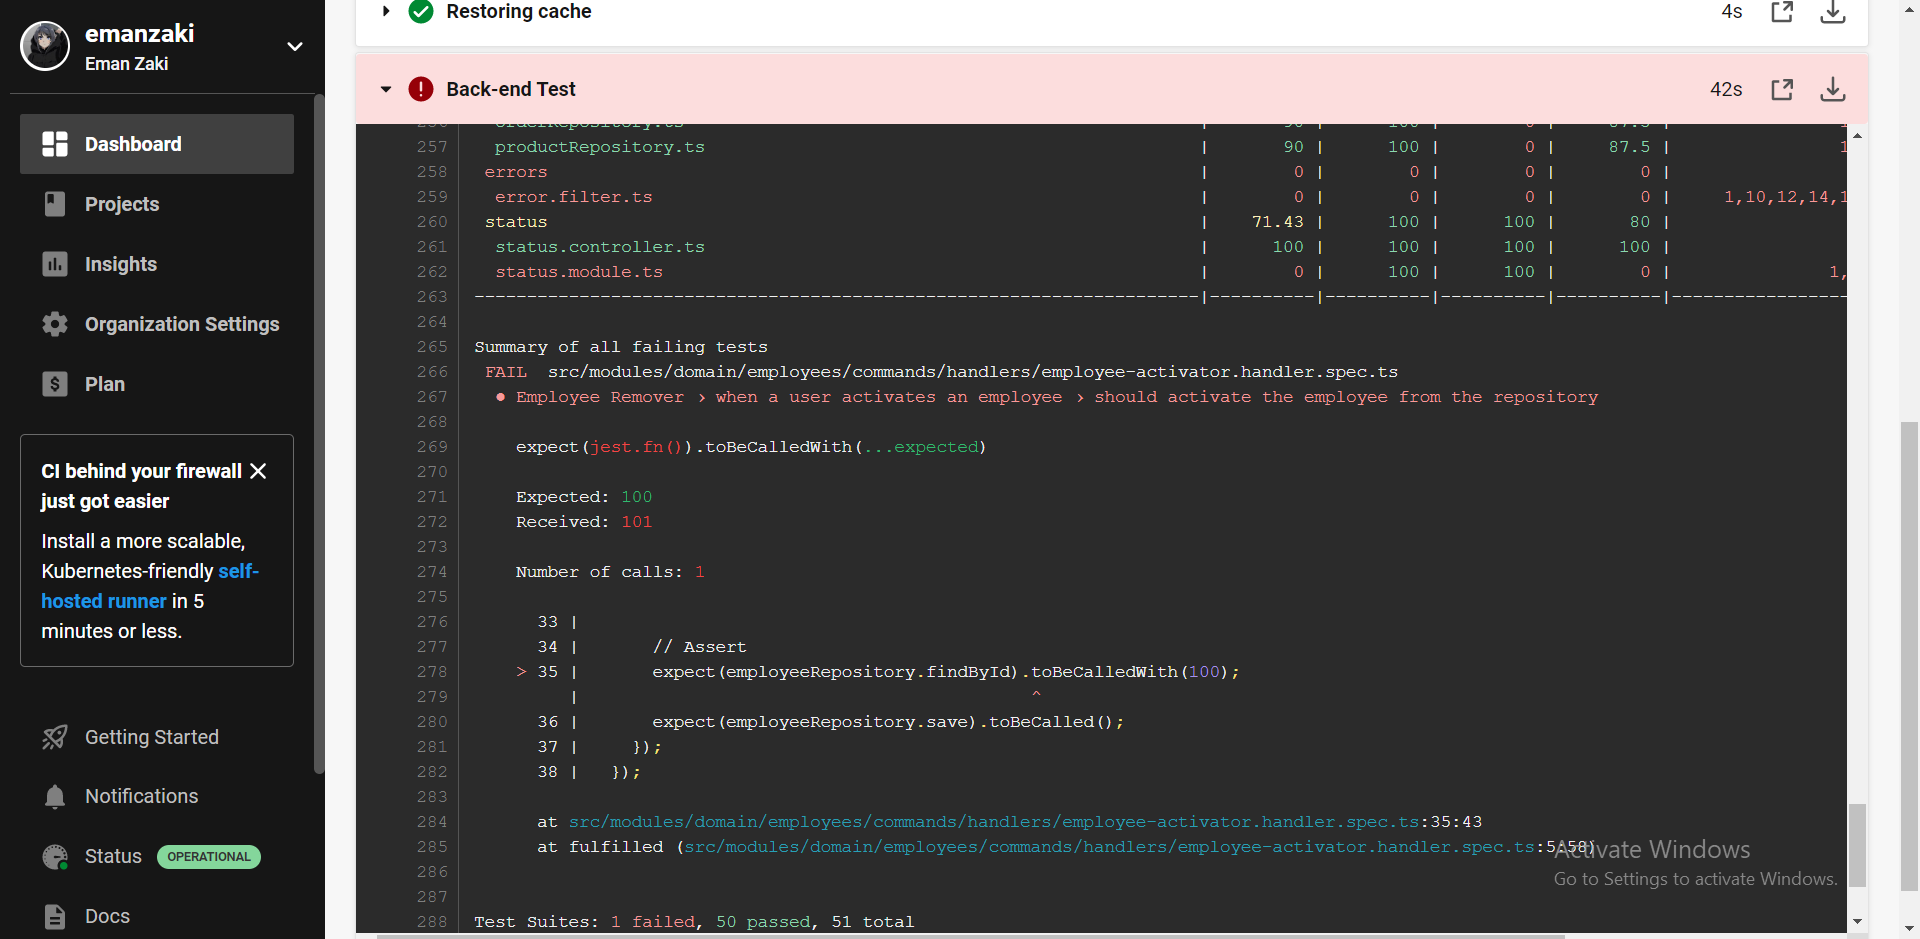 emanzaki
Eman Zaki
Dashboard
Projects
Insights
Organization Settings
Plan
CI behind your firewall
just got easier
Install a more scalable,
Kubernetes-friendly self-
hosted runner in 5
minutes or less.
Getting Started
Notifications
Status OPERATIONAL
Docs
Restoring cache 4s
Back-end Test 42s
257 productRepository.ts | 90 | 100 | 0 | 87.5 | 1
258 errors | 0 | 0 | 0 | 0 |
259 error.filter.ts | 0 | 0 | 0 | 0 | 1,10,12,14,1
260 status | 71.43 | 100 | 100 | 80 |
261 status.controller.ts | 100 | 100 | 100 | 100 |
262 status.module.ts | 0 | 100 | 100 | 0 | 1,
263 ---------------------------------------------------------------------|----------|----------|----------|----------|-----------------
264
265 Summary of all failing tests
266 FAIL src/modules/domain/employees/commands/handlers/employee-activator.handler.spec.ts
267 ● Employee Remover › when a user activates an employee › should activate the employee from the repository
268
269 expect(jest.fn()).toBeCalledWith(...expected)
270
271 Expected: 100
272 Received: 101
273
274 Number of calls: 1
275
276 33 |
277 34 | // Assert
278 > 35 | expect(employeeRepository.findById).toBeCalledWith(100);
279 | ^
280 36 | expect(employeeRepository.save).toBeCalled();
281 37 | });
282 38 | });
283
284 at src/modules/domain/employees/commands/handlers/employee-activator.handler.spec.ts:35:43
285 at fulfilled (src/modules/domain/employees/commands/handlers/employee-activator.handler.spec.ts:5:58)
286
287
288 Test Suites: 1 failed, 50 passed, 51 total
Activate Windows
Go to Settings to activate Windows.